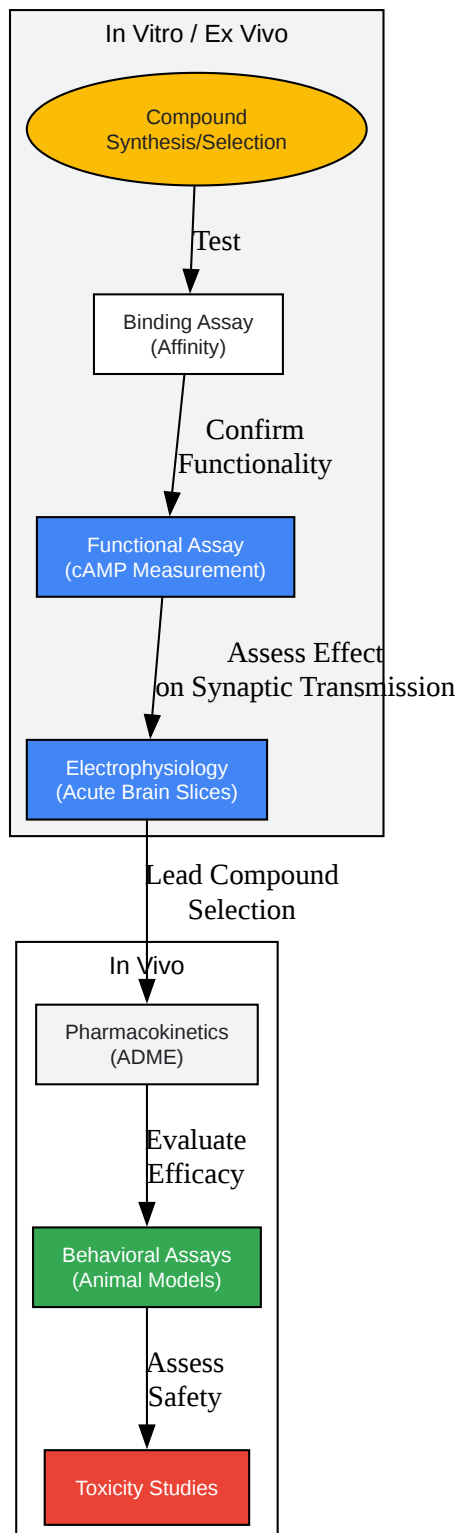 In Vitro / Ex Vivo
Compound
Synthesis/Selection
Test
Binding Assay
(Affinity)
Confirm
Functionality
Functional Assay
(cAMP Measurement)
Assess Effect
on Synaptic Transmission
Electrophysiology
(Acute Brain Slices)
Lead Compound
Selection
In Vivo
Pharmacokinetics
(ADME)
Evaluate
Efficacy
Behavioral Assays
(Animal Models)
Assess
Safety
Toxicity Studies